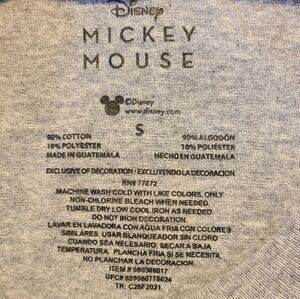 Disney
MICKEY
MOUSE
©Disney
www.disney.com
S
90% COTTON
10% POLYESTER
MADE IN GUATEMALA
90% ALGODÓN
10% POLIESTER
HECHO EN GUATEMALA
EXCLUSIVE OF DECORATION / EXCLUYENDO LA DECORACION
RN# 77872
MACHINE WASH COLD WITH LIKE COLORS, ONLY
NON-CHLORINE BLEACH WHEN NEEDED.
TUMBLE DRY LOW COOL IRON AS NEEDED.
DO NOT IRON DECORATION.
LAVAR EN LAVADORA CON AGUA FRIA CON COLORES
SIMILARES. USAR BLANQUEADOR SIN CLORO
CUANDO SEA NECESARIO, SECAR A BAJA
TEMPERATURA. PLANCHA FRIA SI SE NECESITA.
NO PLANCHAR LA DECORACION.
ITEM #
UPC#
TR: C28F2021